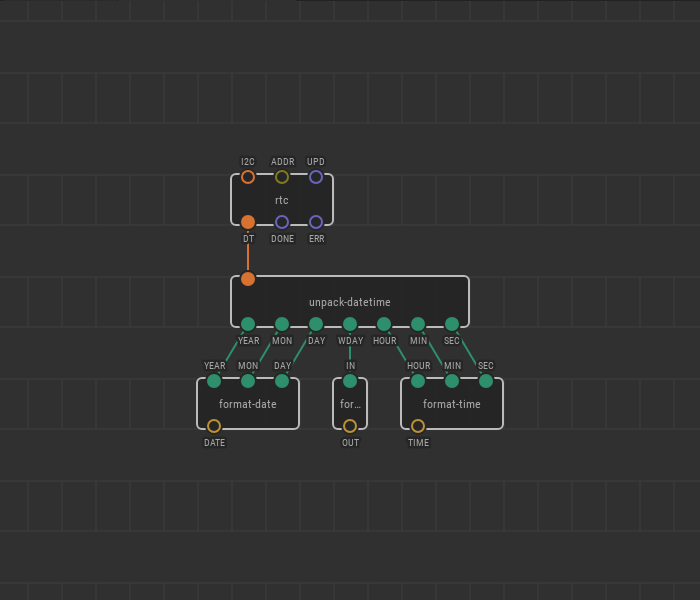 I2C ADDR UPD
rtc
DT DONE ERR
unpack-datetime
YEAR MON DAY WDAY HOUR MIN SEC
YEAR MON DAY IN HOUR MIN SEC
format-date for... format-time
DATE OUT TIME